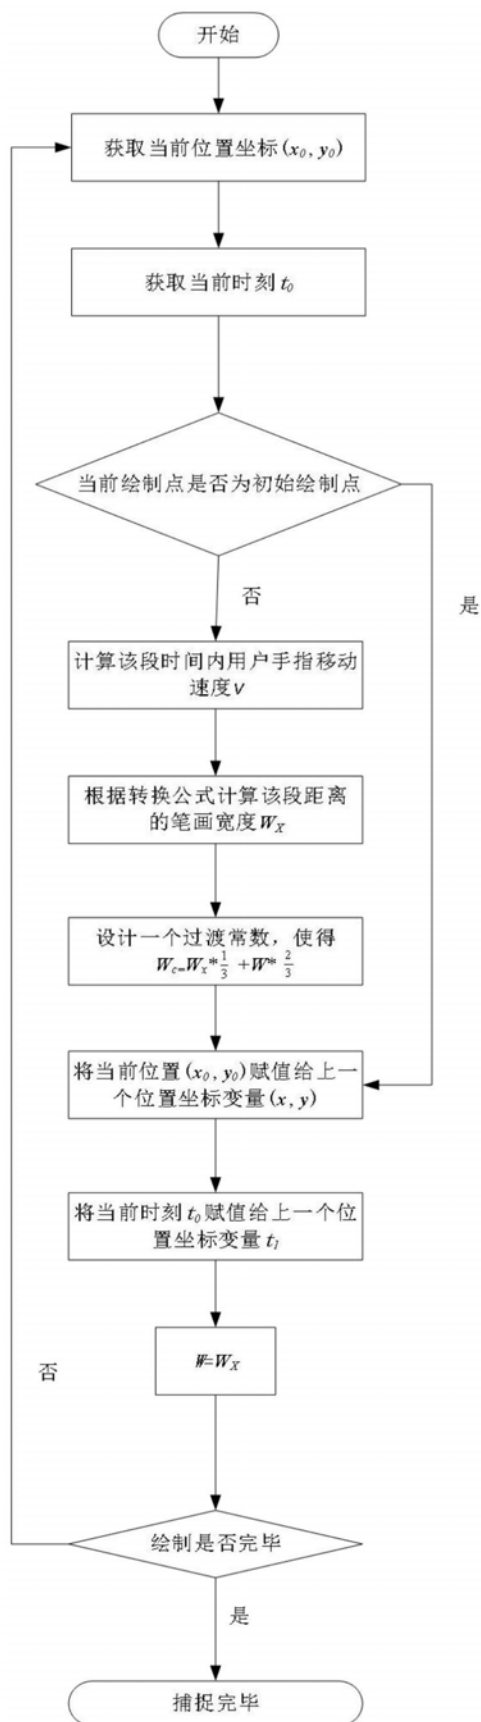 开始
获取当前位置坐标(x₀, y₀)
获取当前时刻t₀
当前绘制点是否为初始绘制点
否
是
计算该段时间内用户手指移动
速度v
根据转换公式计算该段距离
的笔画宽度W_X
设计一个过渡常数，使得
W_c=W_x*1/3+W*2/3
将当前位置(x₀, y₀)赋值给上一
个位置坐标变量(x, y)
将当前时刻t₀赋值给上一个位
置坐标变量t₁
W=W_X
否
绘制是否完毕
是
捕捉完毕